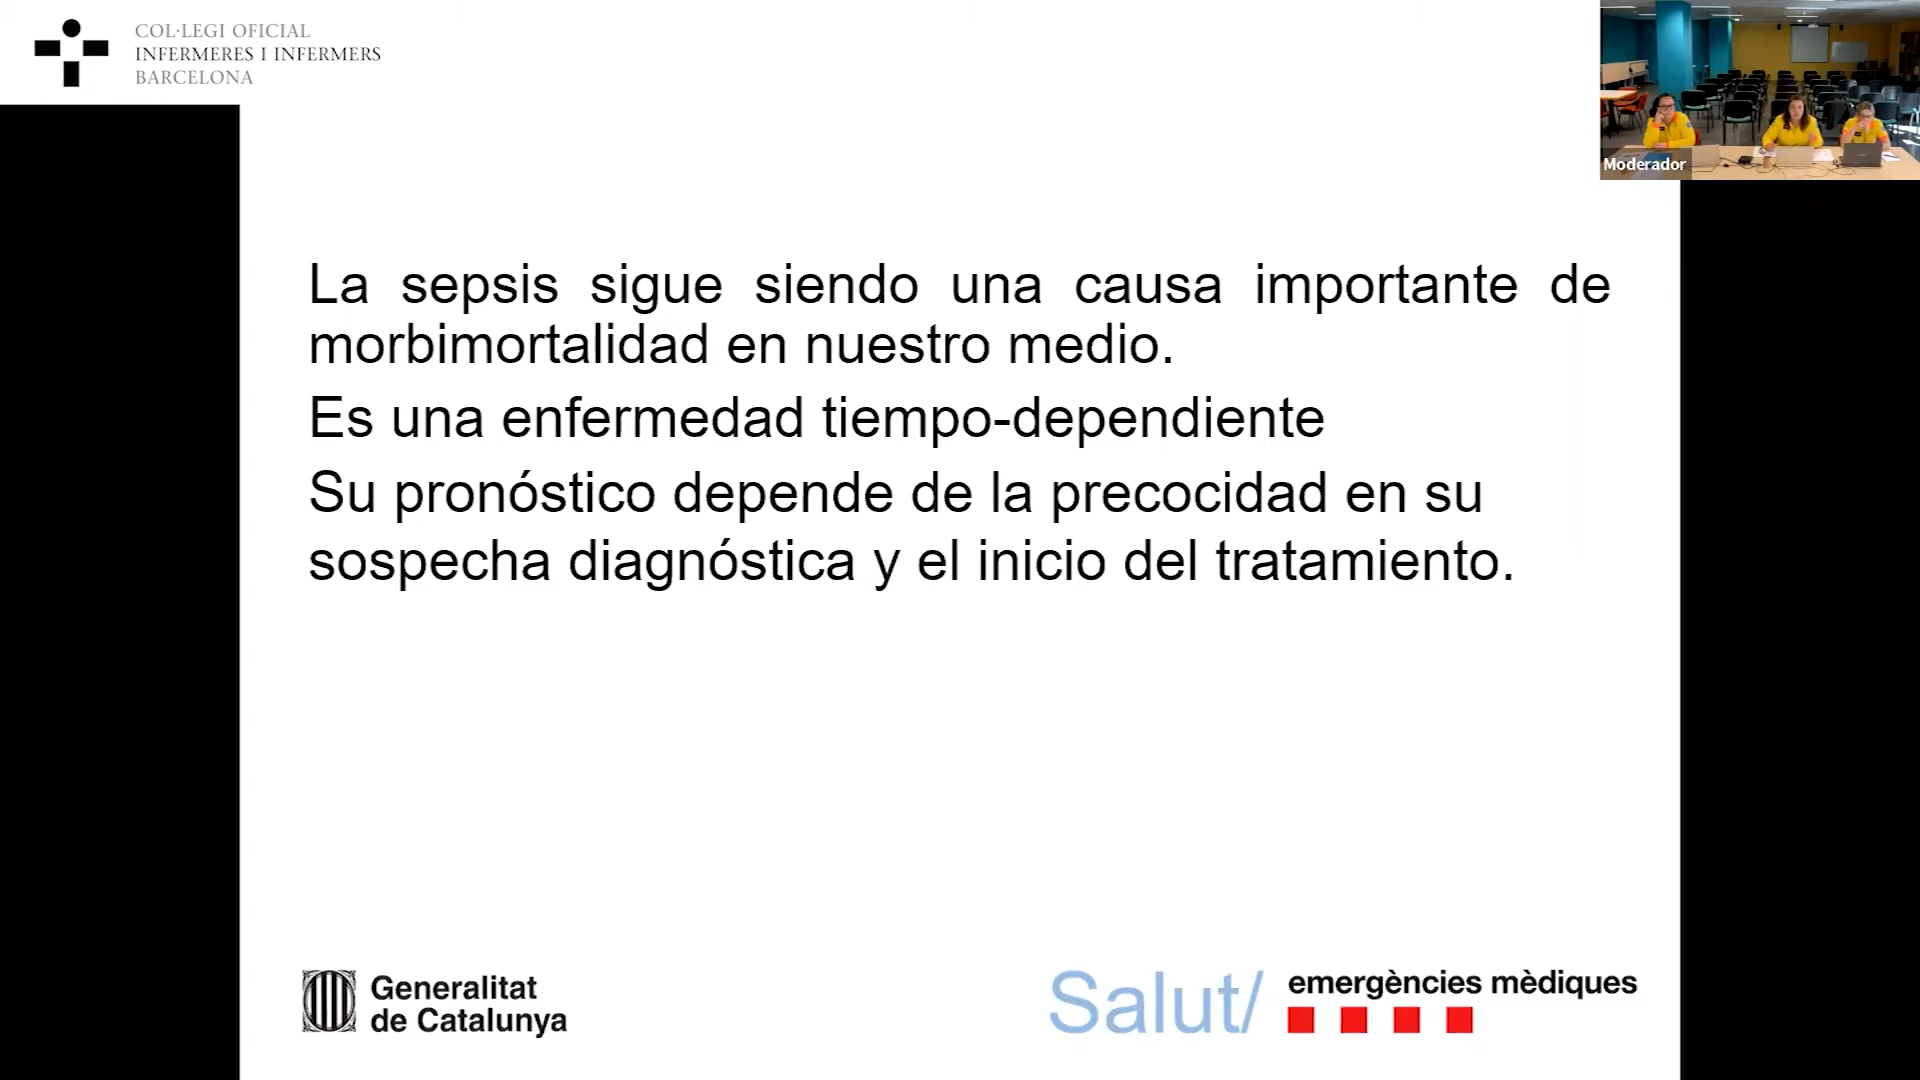 COL·LEGI OFICIAL
INFERMERES I INFERMERS
BARCELONA
Moderador
La sepsis sigue siendo una causa importante de
morbimortalidad en nuestro medio.
Es una enfermedad tiempo-dependiente
Su pronóstico depende de la precocidad en su
sospecha diagnóstica y el inicio del tratamiento.
Generalitat
de Catalunya
Salut/
emergències mèdiques